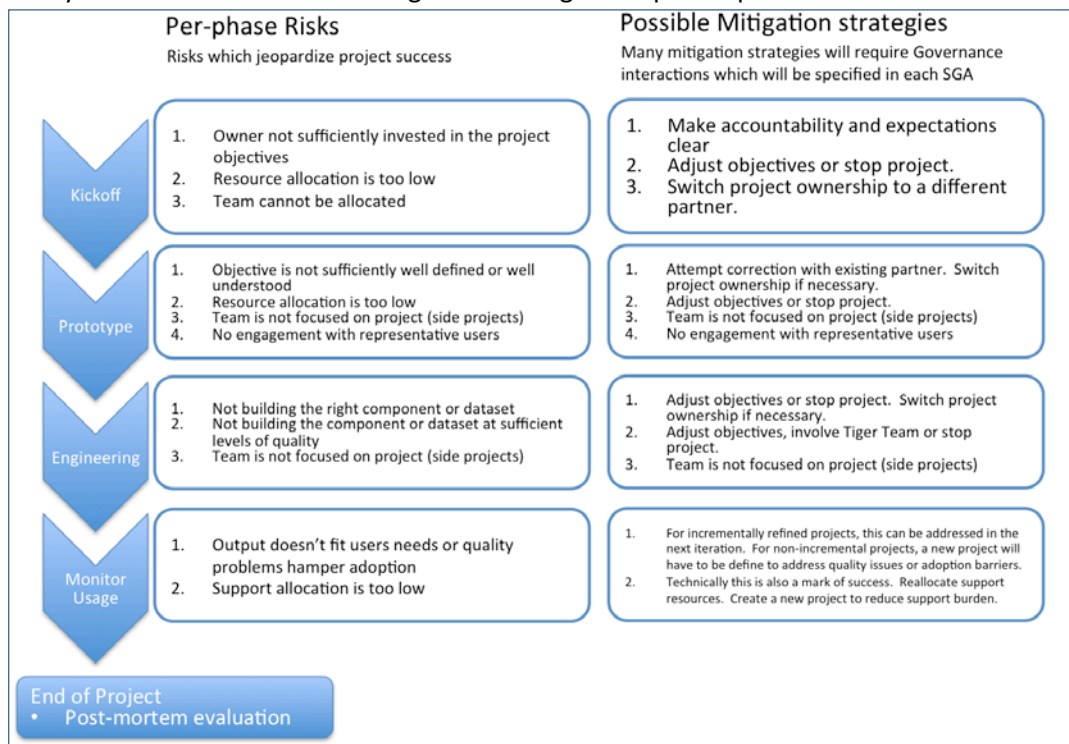 Per-phase Risks
Risks which jeopardize project success
Possible Mitigation strategies
Many mitigation strategies will require Governance
interactions which will be specified in each SGA
Kickoff
1. Owner not sufficiently invested in the project
objectives
2. Resource allocation is too low
3. Team cannot be allocated
1. Make accountability and expectations
clear
2. Adjust objectives or stop project.
3. Switch project ownership to a different
partner.
Prototype
1. Objective is not sufficiently well defined or well
understood
2. Resource allocation is too low
3. Team is not focused on project (side projects)
4. No engagement with representative users
1. Attempt correction with existing partner. Switch
project ownership if necessary.
2. Adjust objectives or stop project.
3. Team is not focused on project (side projects)
4. No engagement with representative users
Engineering
1. Not building the right component or dataset
2. Not building the component or dataset at sufficient
levels of quality
3. Team is not focused on project (side projects)
1. Adjust objectives or stop project. Switch project
ownership if necessary.
2. Adjust objectives, involve Tiger Team or stop
project.
3. Team is not focused on project (side projects)
Monitor
Usage
1. Output doesn't fit users needs or quality
problems hamper adoption
2. Support allocation is too low
1. For incrementally refined projects, this can be addressed in the
next iteration. For non-incremental projects, a new project will
have to be define to address quality issues or adoption barriers.
2. Technically this is also a mark of success. Reallocate support
resources. Create a new project to reduce support burden.
End of Project
• Post-mortem evaluation